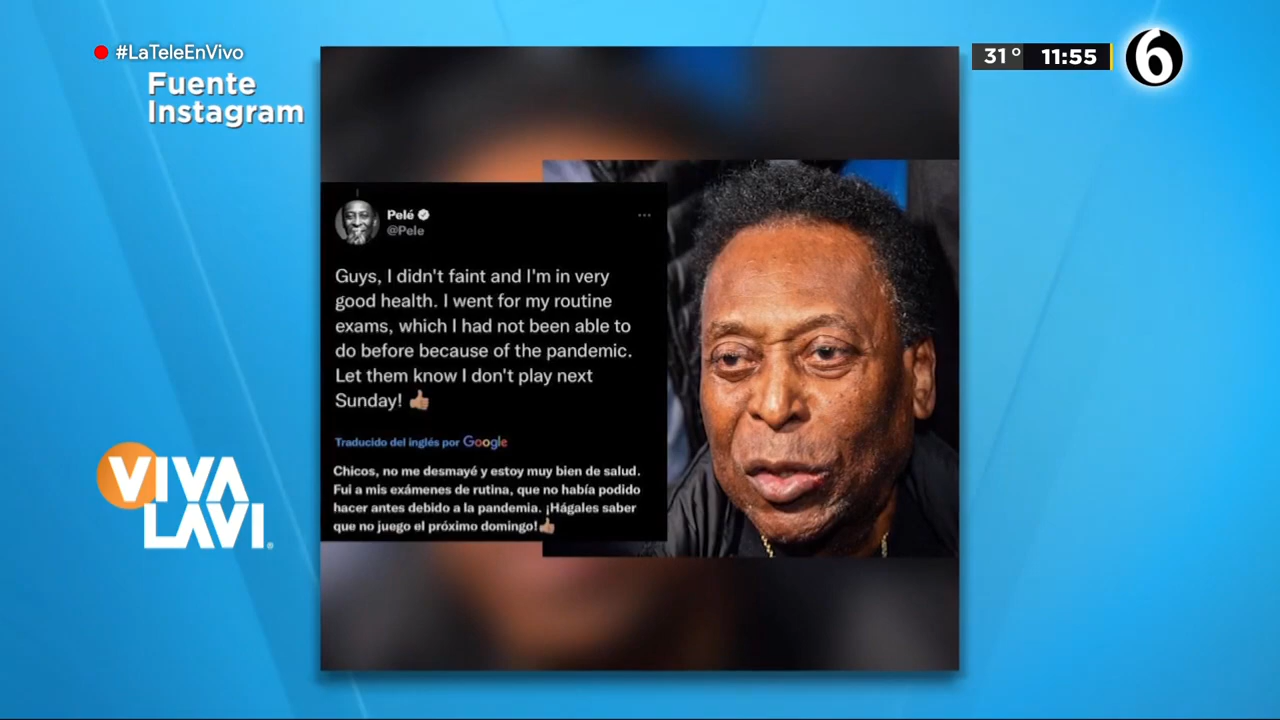 #LaTeleEnVivo
Fuente
Instagram
31° 11:55 6
Pelé
@Pele
Guys, I didn't faint and I'm in very
good health. I went for my routine
exams, which I had not been able to
do before because of the pandemic.
Let them know I don't play next
Sunday! 👍🏽
Traducido del inglés por Google
Chicos, no me desmayé y estoy muy bien de salud.
Fui a mis exámenes de rutina, que no había podido
hacer antes debido a la pandemia. ¡Hágales saber
que no juego el próximo domingo!👍🏽
VIVA
LAVI®